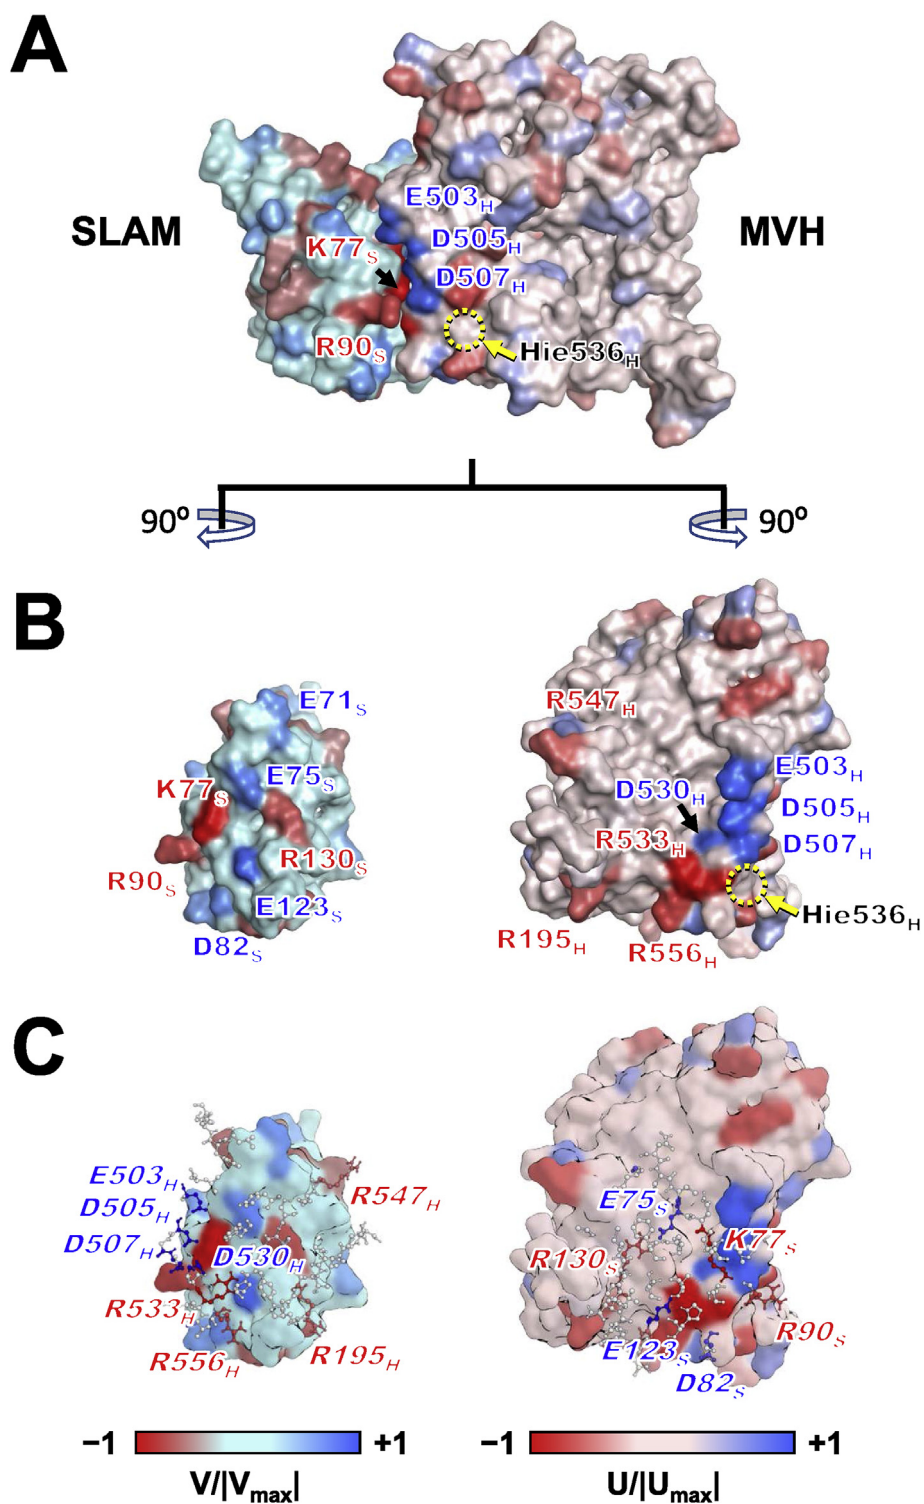 A
SLAM
MVH
E503H
D505H
K77S
D507H
R90S
Hie536H
90º
90º
B
E71S
R547H
K77S
E75S
D530H
E503H
D505H
R533H
D507H
R90S
R130S
E123S
Hie536H
D82S
R195H
R556H
C
E503H
R547H
D505H
D507H
D530H
R533H
R556H
R195H
E75S
K77S
R130S
R90S
E123S
D82S
−1 +1
V/|Vmax|
−1 +1
U/|Umax|